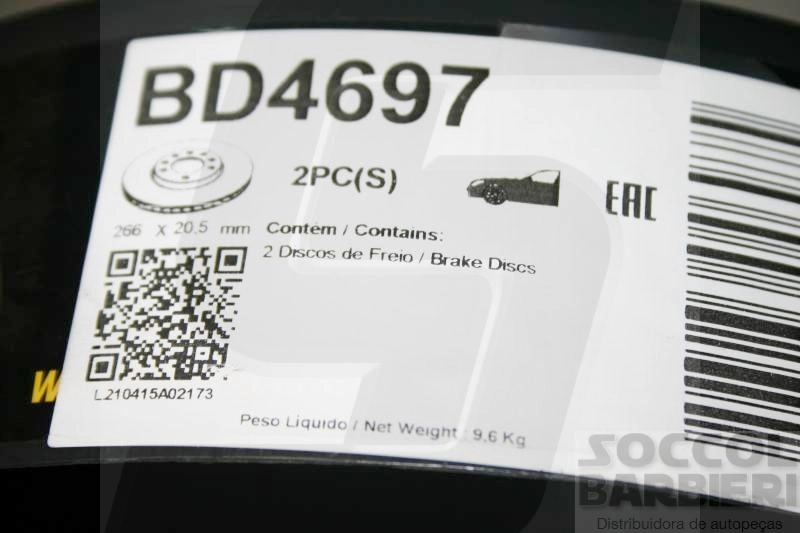 BD4697
2PC(S)
EAC
266 X 20,5 mm
Contém / Contains:
2 Discos de Freio / Brake Discs
L210415A02173
W
Peso Líquido / Net Weight : 9.6 Kg
SOCCOL
BARBIERI
Distribuidora de autopeças